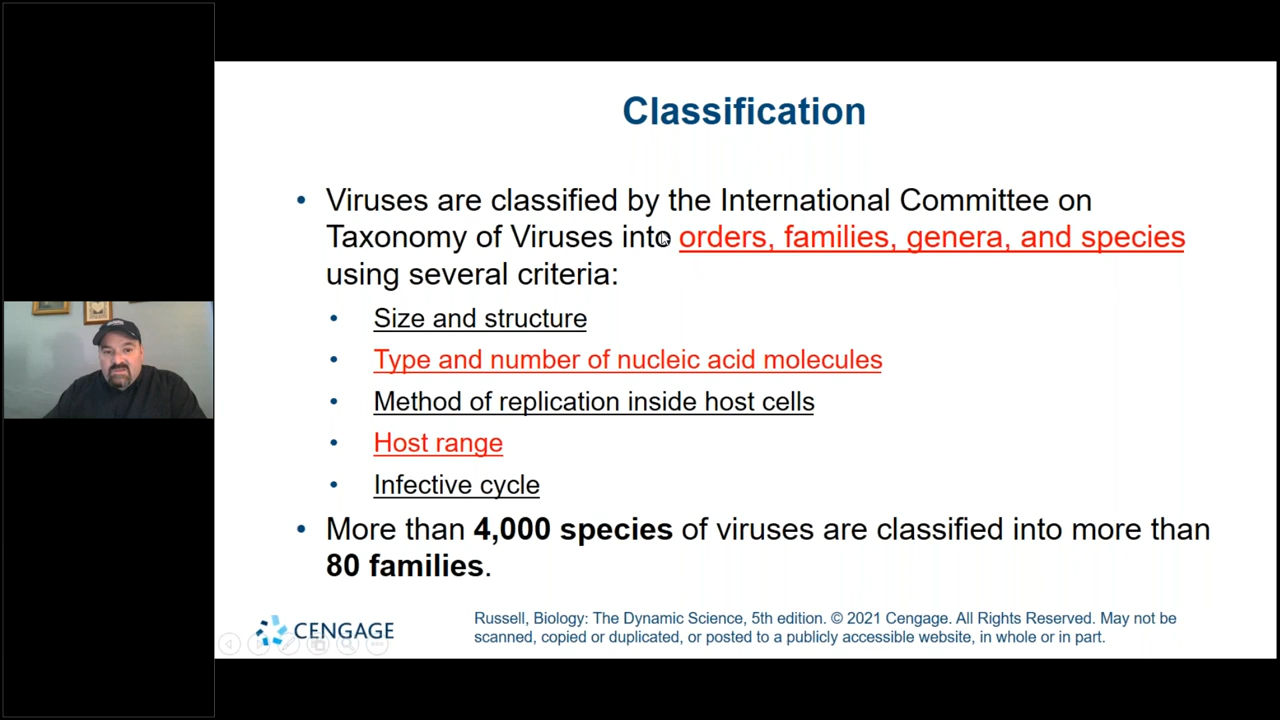 Classification
• Viruses are classified by the International Committee on
Taxonomy of Viruses into orders, families, genera, and species
using several criteria:
• Size and structure
• Type and number of nucleic acid molecules
• Method of replication inside host cells
• Host range
• Infective cycle
• More than 4,000 species of viruses are classified into more than
80 families.
CENGAGE
Russell, Biology: The Dynamic Science, 5th edition. © 2021 Cengage. All Rights Reserved. May not be
scanned, copied or duplicated, or posted to a publicly accessible website, in whole or in part.